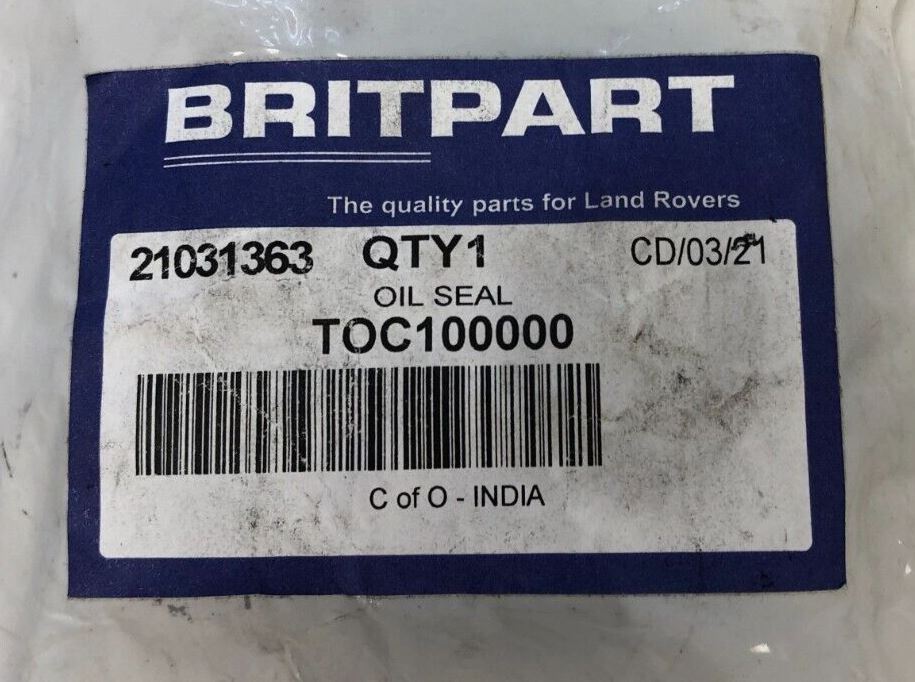 BRITPART
The quality parts for Land Rovers
21031363 QTY1 CD/03/21
OIL SEAL
TOC100000
C of O - INDIA